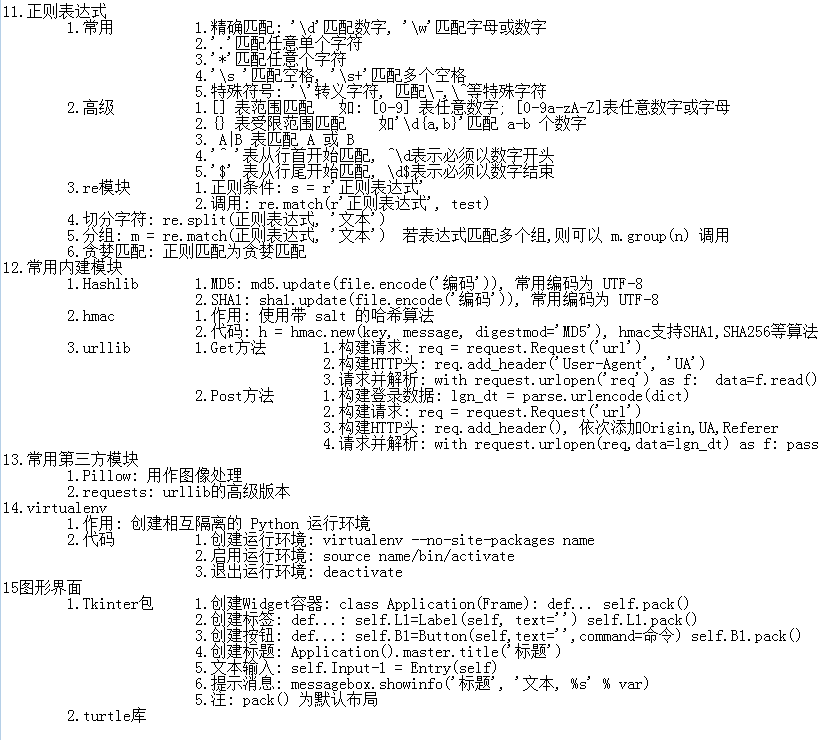 11.正则表达式
1.常用 1.精确匹配: '\d'匹配数字, '\w'匹配字母或数字
2.'.'匹配任意单个字符
3.'*'匹配任意个字符
4.'\s '匹配空格, '\s+'匹配多个空格
5.特殊符号: '\'转义字符, 匹配\-,\^等特殊字符
2.高级 1.[] 表范围匹配 如: [0-9] 表任意数字; [0-9a-zA-Z]表任意数字或字母
2.{} 表受限范围匹配 如'\d{a,b}'匹配 a-b 个数字
3. A|B 表匹配 A 或 B
4.'^ '表从行首开始匹配, ^\d表示必须以数字开头
5.'$' 表从行尾开始匹配, \d$表示必须以数字结束
3.re模块 1.正则条件: s = r'正则表达式'
2.调用: re.match(r'正则表达式', test)
4.切分字符: re.split(正则表达式, '文本')
5.分组: m = re.match(正则表达式, '文本') 若表达式匹配多个组,则可以 m.group(n) 调用
6.贪婪匹配: 正则匹配为贪婪匹配
12.常用内建模块
1.Hashlib 1.MD5: md5.update(file.encode('编码')), 常用编码为 UTF-8
2.SHA1: sha1.update(file.encode('编码')), 常用编码为 UTF-8
2.hmac 1.作用: 使用带 salt 的哈希算法
2.代码: h = hmac.new(key, message, digestmod='MD5'), hmac支持SHA1,SHA256等算法
3.urllib 1.Get方法 1.构建请求: req = request.Request('url')
2.构建HTTP头: req.add_header('User-Agent', 'UA')
3.请求并解析: with request.urlopen('req') as f: data=f.read()
2.Post方法 1.构建登录数据: lgn_dt = parse.urlencode(dict)
2.构建请求: req = request.Request('url')
3.构建HTTP头: req.add_header(), 依次添加Origin,UA,Referer
4.请求并解析: with request.urlopen(req,data=lgn_dt) as f: pass
13.常用第三方模块
1.Pillow: 用作图像处理
2.requests: urllib的高级版本
14.virtualenv
1.作用: 创建相互隔离的 Python 运行环境
2.代码 1.创建运行环境: virtualenv --no-site-packages name
2.启用运行环境: source name/bin/activate
3.退出运行环境: deactivate
15图形界面
1.Tkinter包 1.创建Widget容器: class Application(Frame): def... self.pack()
2.创建标签: def...: self.L1=Label(self, text='') self.L1.pack()
3.创建按钮: def...: self.B1=Button(self,text='',command=命令) self.B1.pack()
4.创建标题: Application().master.title('标题')
5.文本输入: self.Input-1 = Entry(self)
6.提示消息: messagebox.showinfo('标题', '文本, %s' % var)
5.注: pack() 为默认布局
2.turtle库